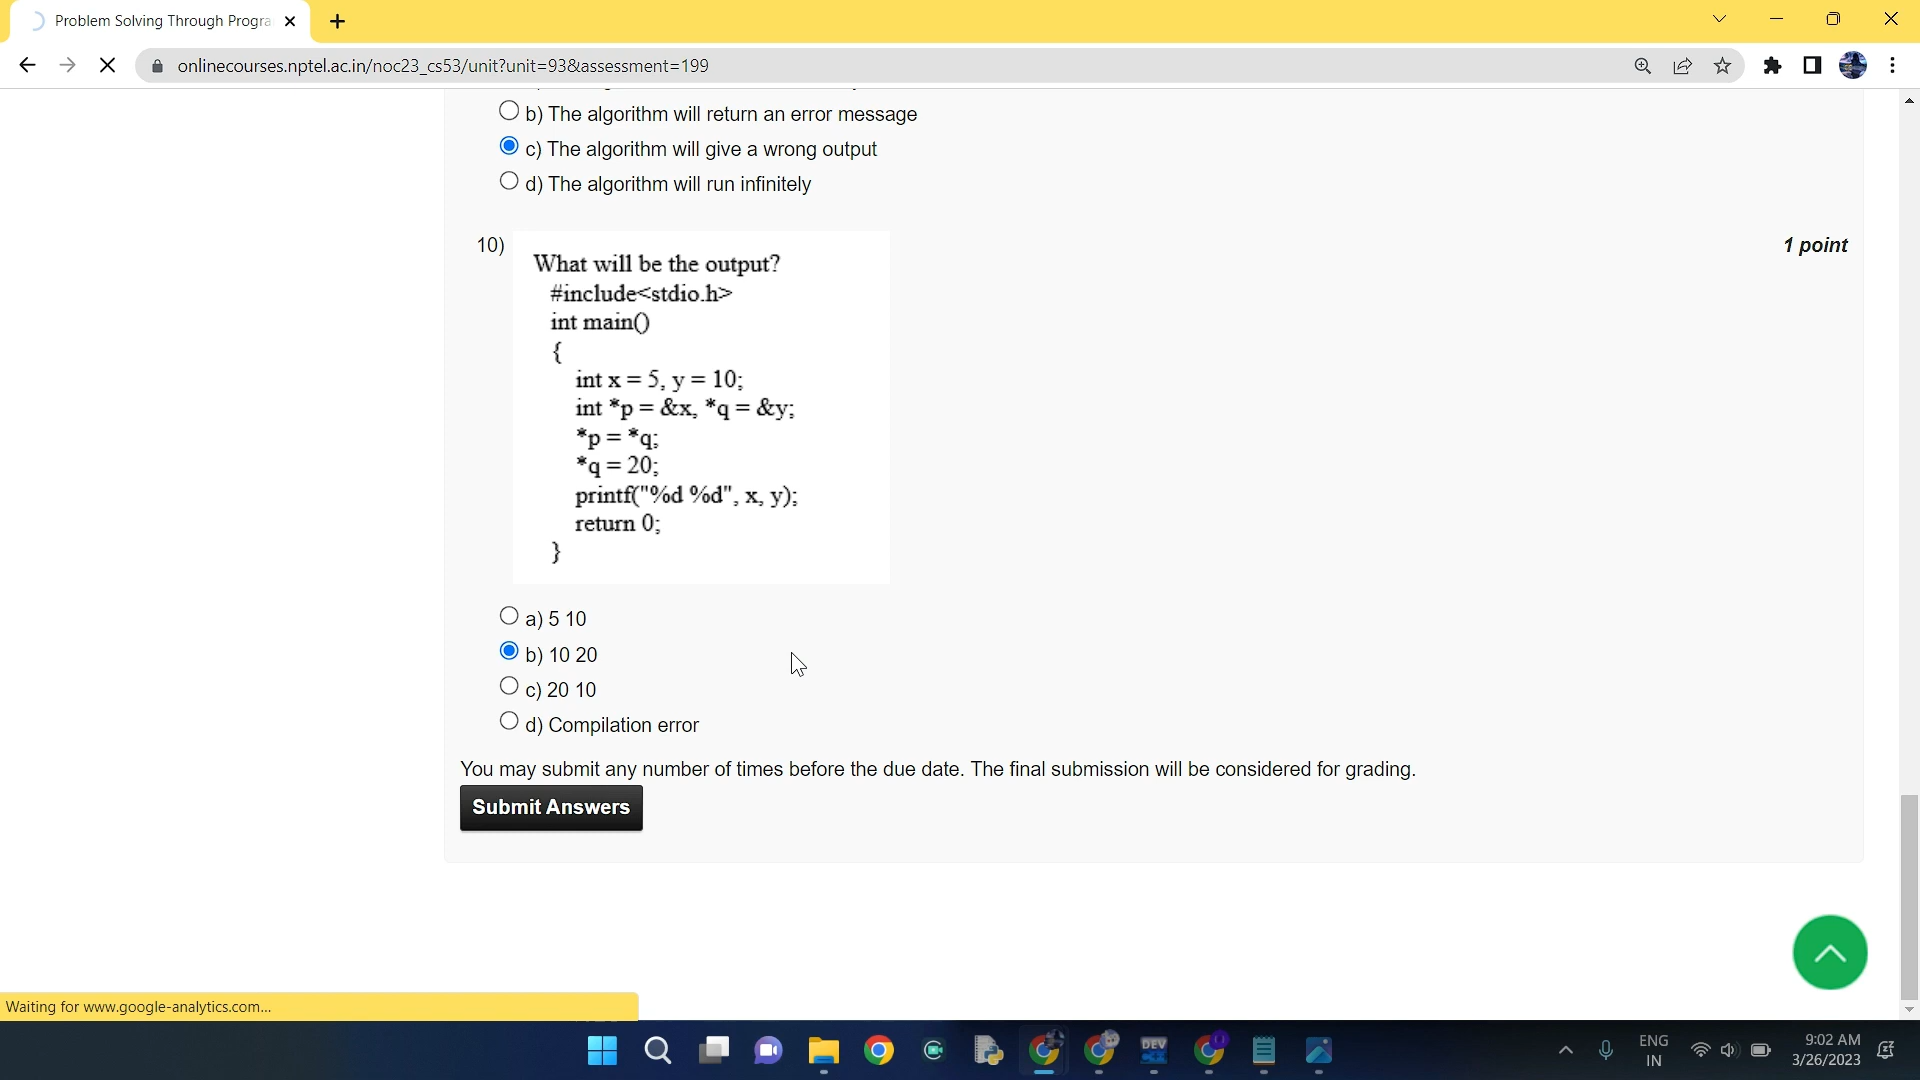 Problem Solving Through Progra
onlinecourses.nptel.ac.in/noc23_cs53/unit?unit=93&assessment=199
b) The algorithm will return an error message
c) The algorithm will give a wrong output
d) The algorithm will run infinitely
10)
1 point
What will be the output?
#include<stdio.h>
int main()
{
int x = 5, y = 10;
int *p = &x, *q = &y;
*p = *q;
*q = 20;
printf("%d %d", x, y);
return 0;
}
a) 5 10
b) 10 20
c) 20 10
d) Compilation error
You may submit any number of times before the due date. The final submission will be considered for grading.
Submit Answers
Waiting for www.google-analytics.com...
DEV
ENG
IN
9:02 AM
3/26/2023